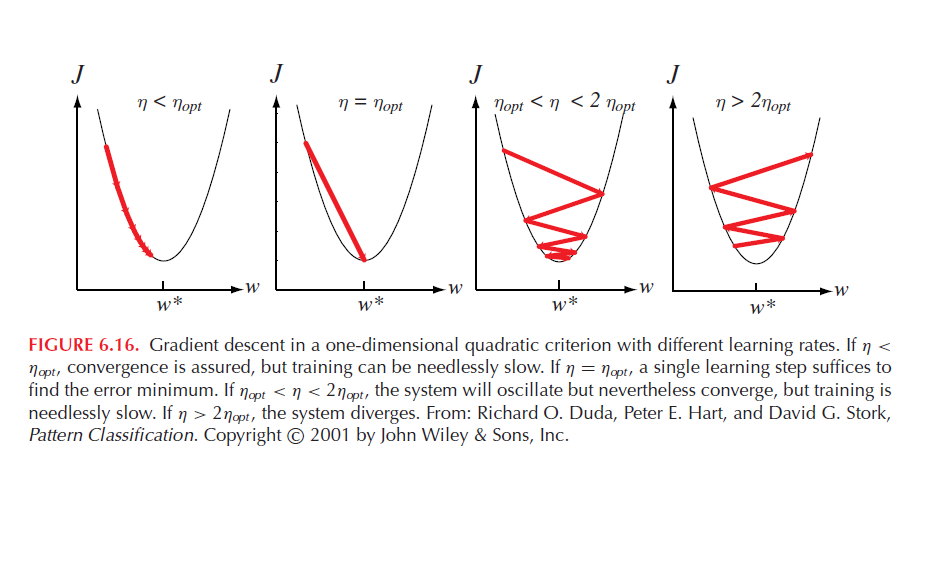 J
J
J
J
η < ηopt
η = ηopt
ηopt < η < 2 ηopt
η > 2ηopt
w
w
w
w
w*
w*
w*
w*
FIGURE 6.16. Gradient descent in a one-dimensional quadratic criterion with different learning rates. If η <
ηopt, convergence is assured, but training can be needlessly slow. If η = ηopt, a single learning step suffices to
find the error minimum. If ηopt < η < 2ηopt, the system will oscillate but nevertheless converge, but training is
needlessly slow. If η > 2ηopt, the system diverges. From: Richard O. Duda, Peter E. Hart, and David G. Stork,
Pattern Classification. Copyright © 2001 by John Wiley & Sons, Inc.